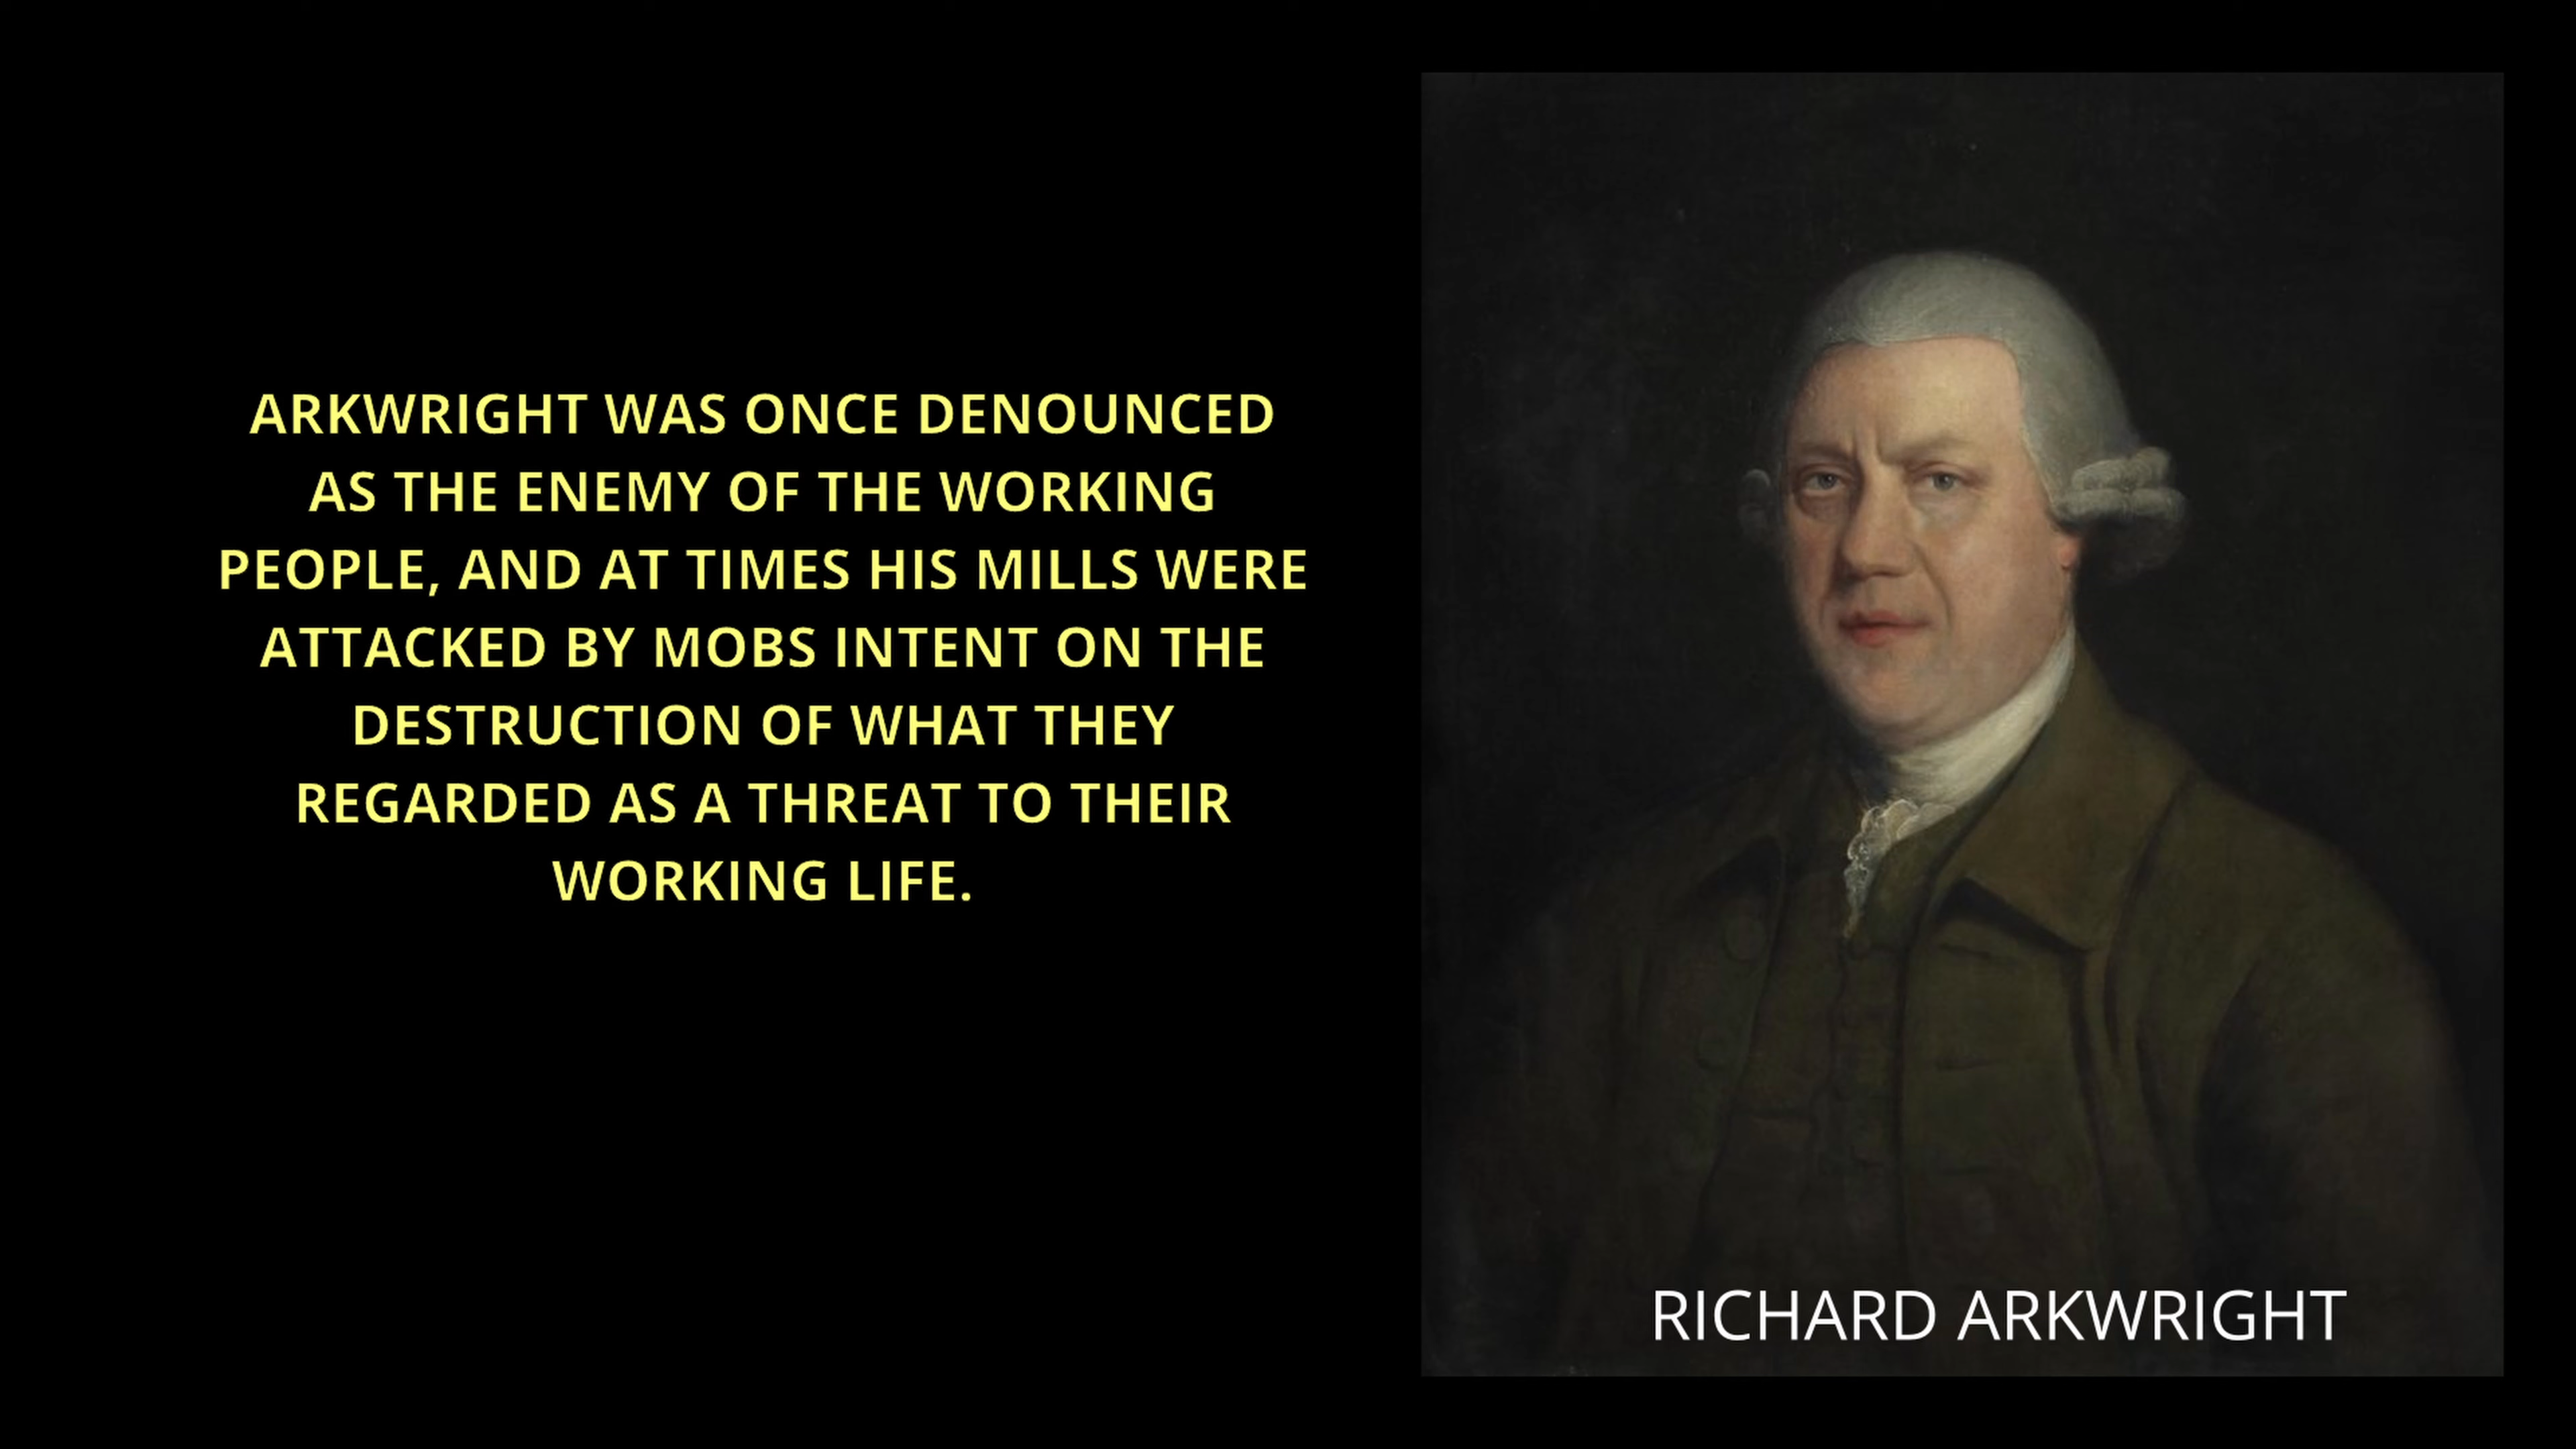 ARKWRIGHT WAS ONCE DENOUNCED
AS THE ENEMY OF THE WORKING
PEOPLE, AND AT TIMES HIS MILLS WERE
ATTACKED BY MOBS INTENT ON THE
DESTRUCTION OF WHAT THEY
REGARDED AS A THREAT TO THEIR
WORKING LIFE.
RICHARD ARKWRIGHT